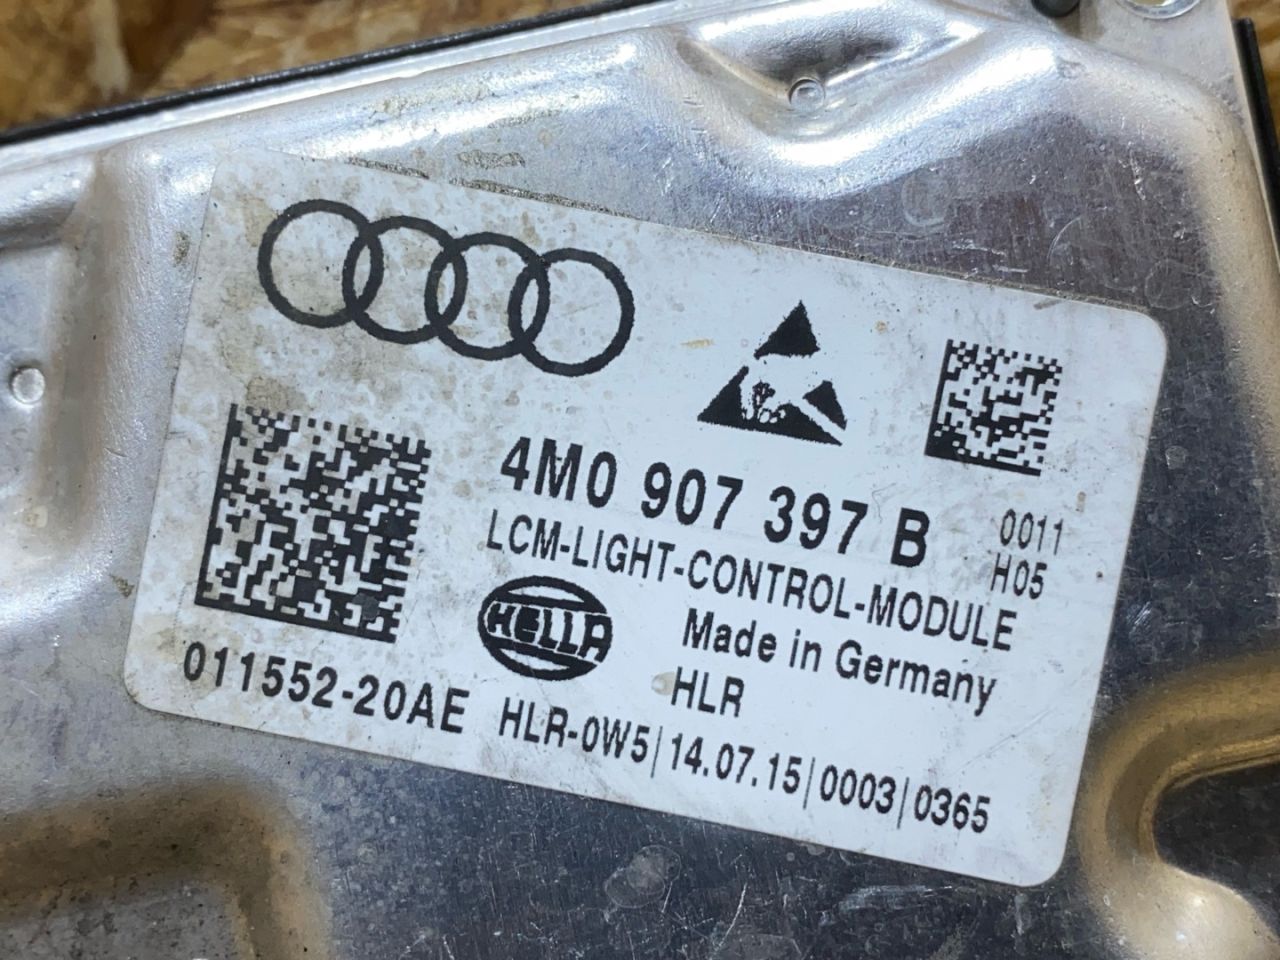 4M0 907 397 B
0011
H05
LCM-LIGHT-CONTROL-MODULE
HELLA
Made in Germany
HLR
011552-20AE
HLR-0W5|14.07.15|0003|0365